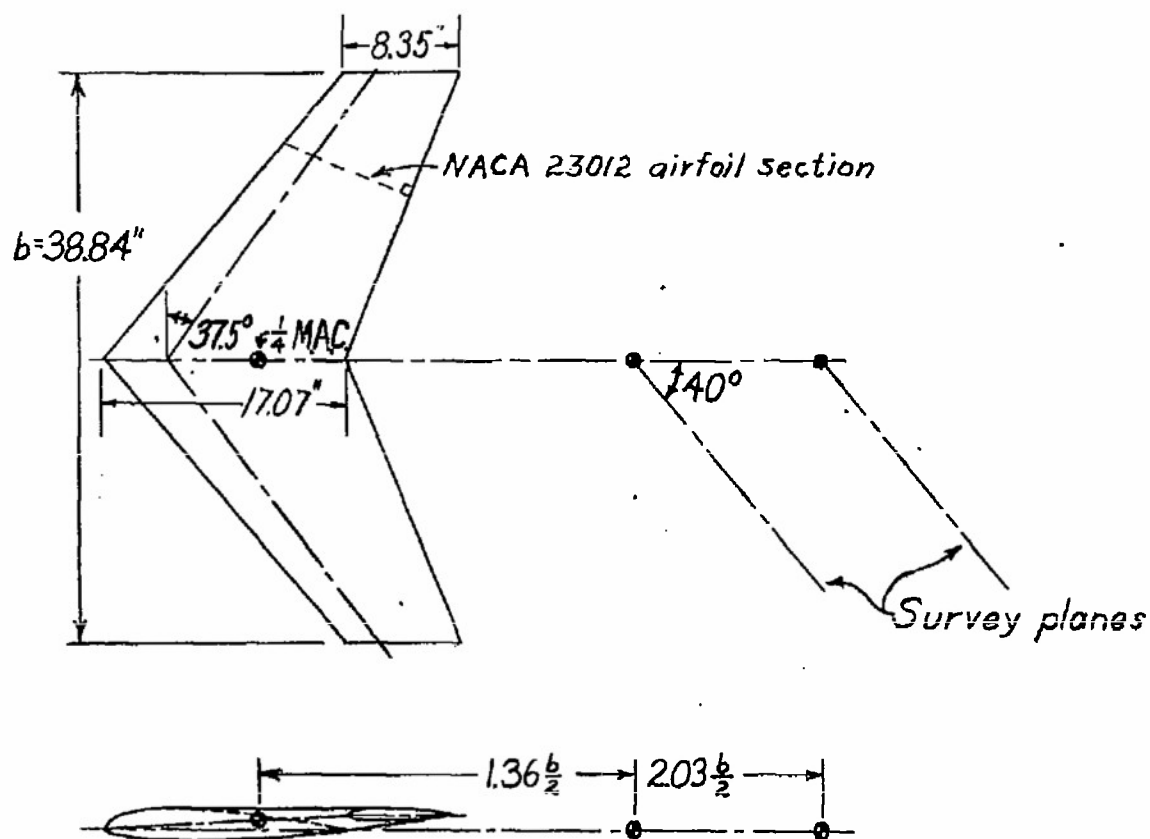 8.35"
NACA 23012 airfoil section
b=38.84"
37.5°
1/4 MAC.
40°
17.07"
Survey planes
1.36 b/2
2.03 b/2